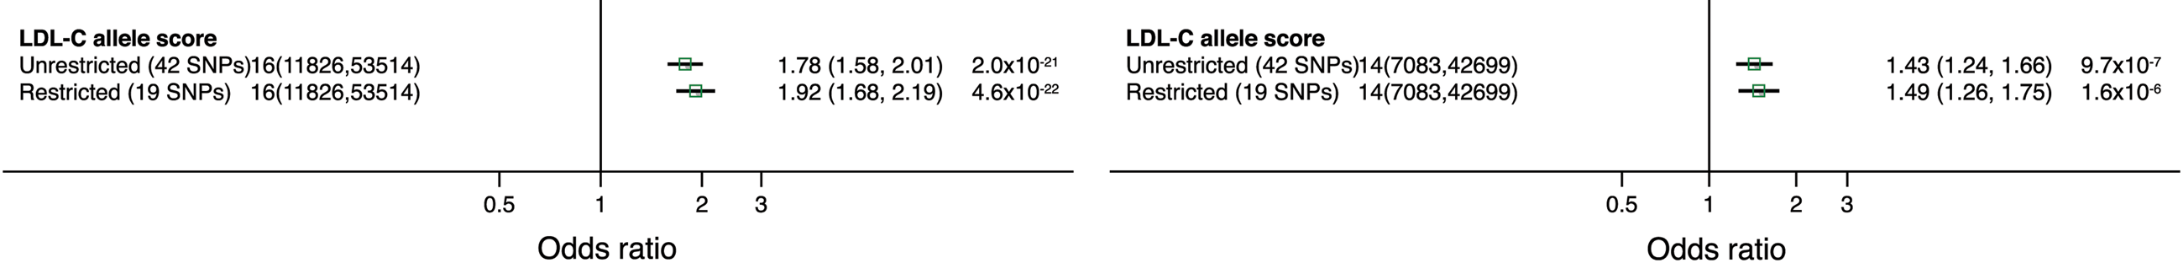 LDL-C allele score
Unrestricted (42 SNPs)16(11826,53514) 1.78 (1.58, 2.01) 2.0x10-21
Restricted (19 SNPs) 16(11826,53514) 1.92 (1.68, 2.19) 4.6x10-22
0.5 1 2 3
Odds ratio
LDL-C allele score
Unrestricted (42 SNPs)14(7083,42699) 1.43 (1.24, 1.66) 9.7x10-7
Restricted (19 SNPs) 14(7083,42699) 1.49 (1.26, 1.75) 1.6x10-6
0.5 1 2 3
Odds ratio